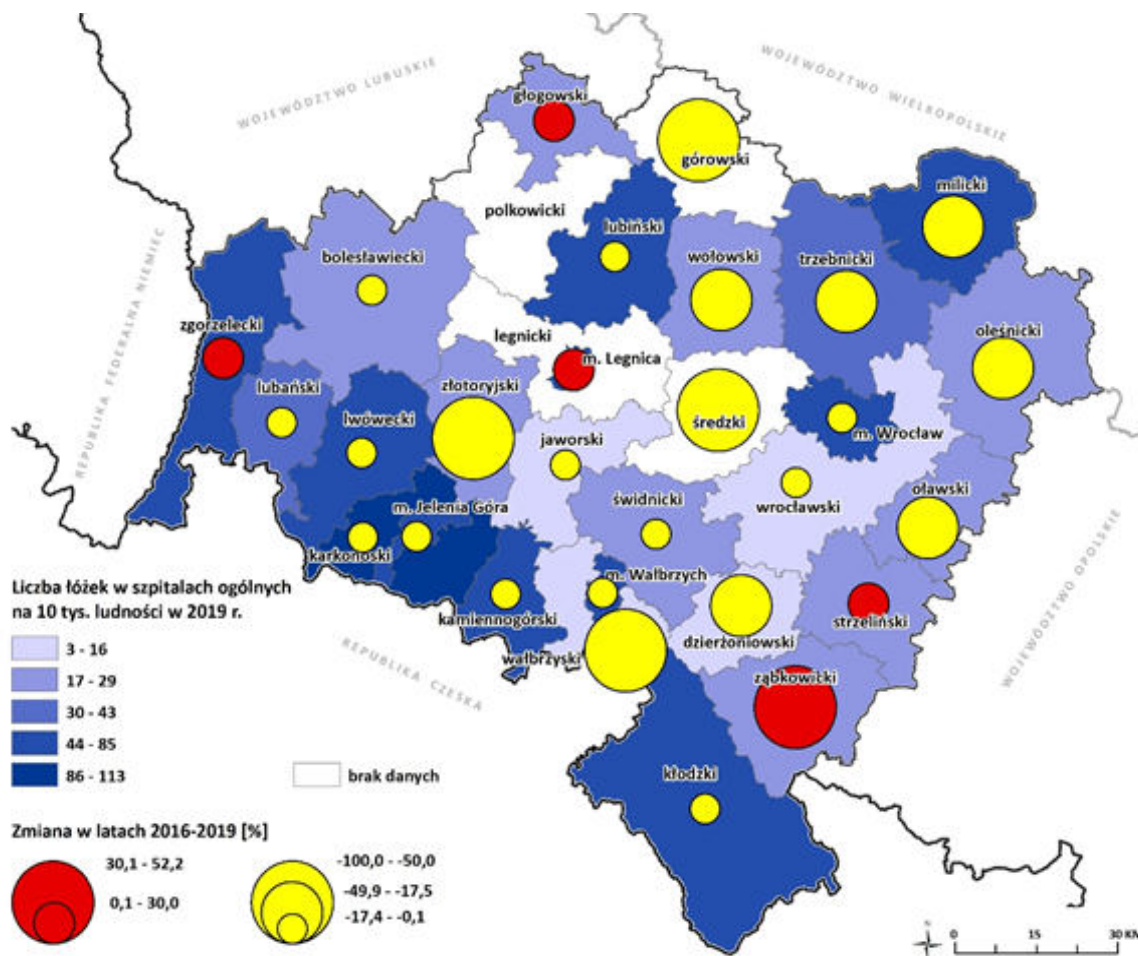 WOJEWÓDZTWO LUBUSKIE
WOJEWÓDZTWO WIELKOPOLSKIE
głogowski
górowski
milicki
polkowicki
lubiński
bolesławiecki
wołowski
trzebnicki
REPUBLIKA FEDERALNA NIEMIEC
zgorzelecki
legnicki
m. Legnica
oleśnicki
lubański
złotoryjski
lwówecki
średzki
jaworski
m. Wrocław
m. Jelenia Góra
świdnicki
wrocławski
oławski
karkonoski
m. Wałbrzych
kamiennogórski
strzeliński
dzierżoniowski
wałbrzyski
REPUBLIKA CZESKA
WOJEWÓDZTWO OPOLSKIE
ząbkowicki
kłodzki
Liczba łóżek w szpitalach ogólnych
na 10 tys. ludności w 2019 r.
3 - 16
17 - 29
30 - 43
44 - 85
86 - 113
brak danych
Zmiana w latach 2016-2019 [%]
30,1 - 52,2
0,1 - 30,0
-100,0 - -50,0
-49,9 - -17,5
-17,4 - -0,1
0 15 30